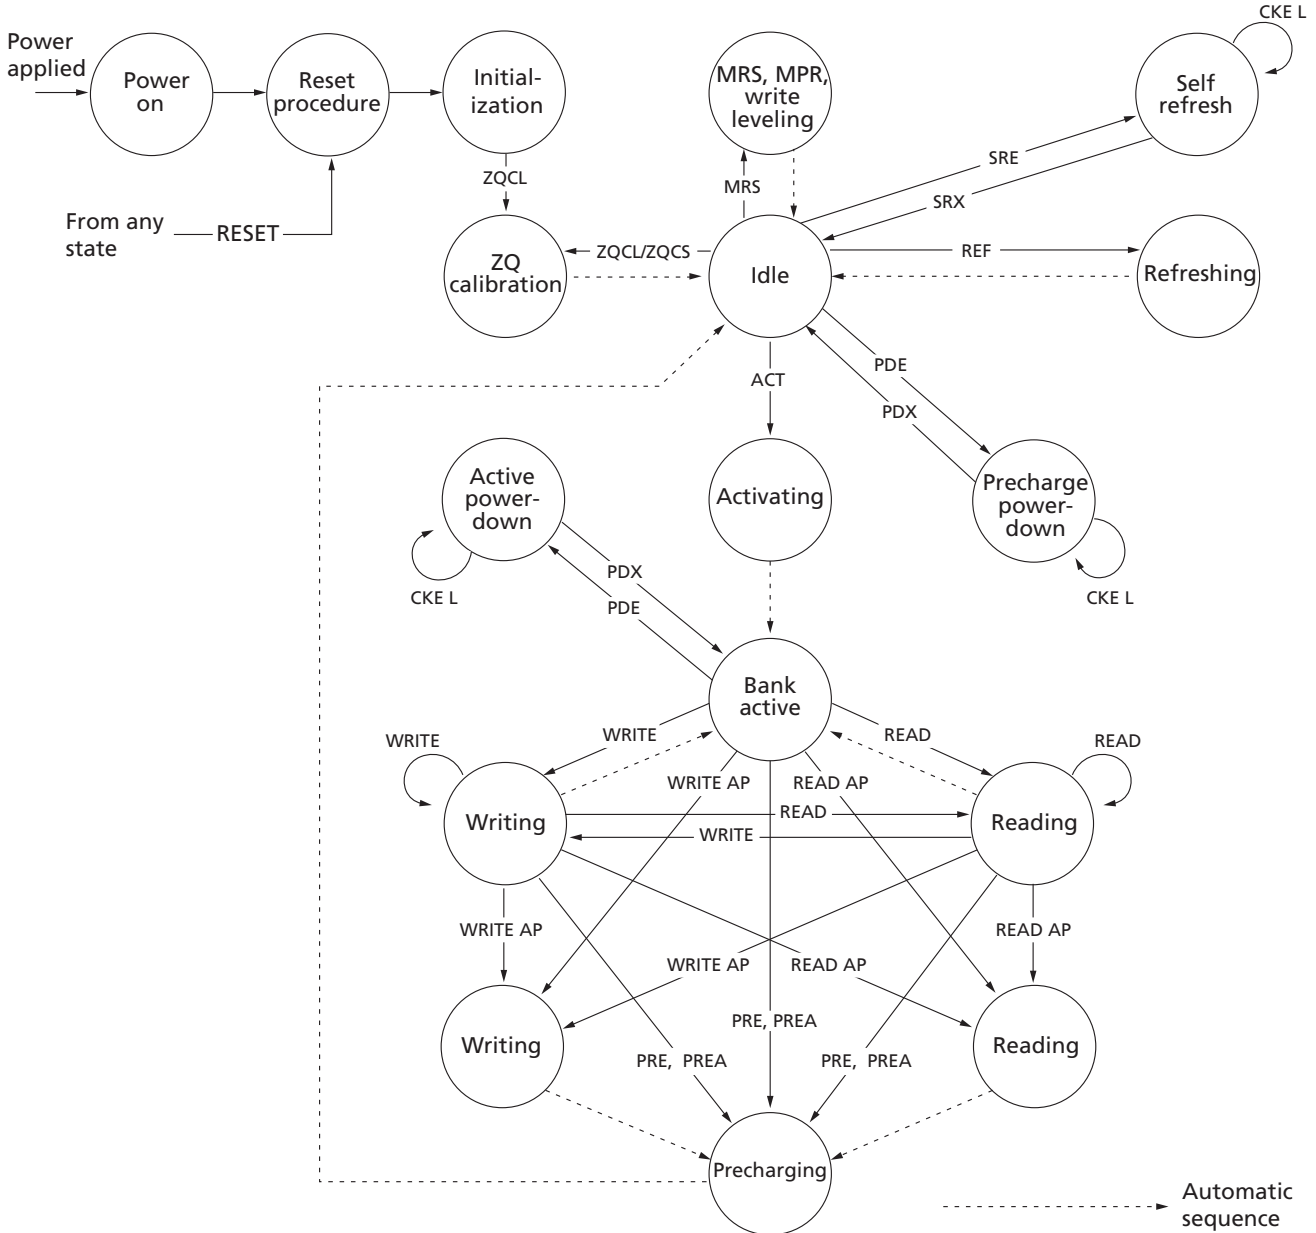 CKE L
Power
applied
Power
on
Reset
procedure
Initial-
ization
MRS, MPR,
write
leveling
Self
refresh
ZQCL
MRS
SRE
SRX
From any
state
RESET
ZQ
calibration
ZQCL/ZQCS
Idle
REF
Refreshing
PDE
ACT
PDX
Active
power-
down
Activating
Precharge
power-
down
PDX
CKE L
PDE
CKE L
Bank
active
WRITE
WRITE
READ
READ
WRITE AP
READ AP
Writing
READ
Reading
WRITE
WRITE AP
READ AP
WRITE AP
READ AP
PRE, PREA
Writing
Reading
PRE, PREA
PRE, PREA
Precharging
Automatic
sequence